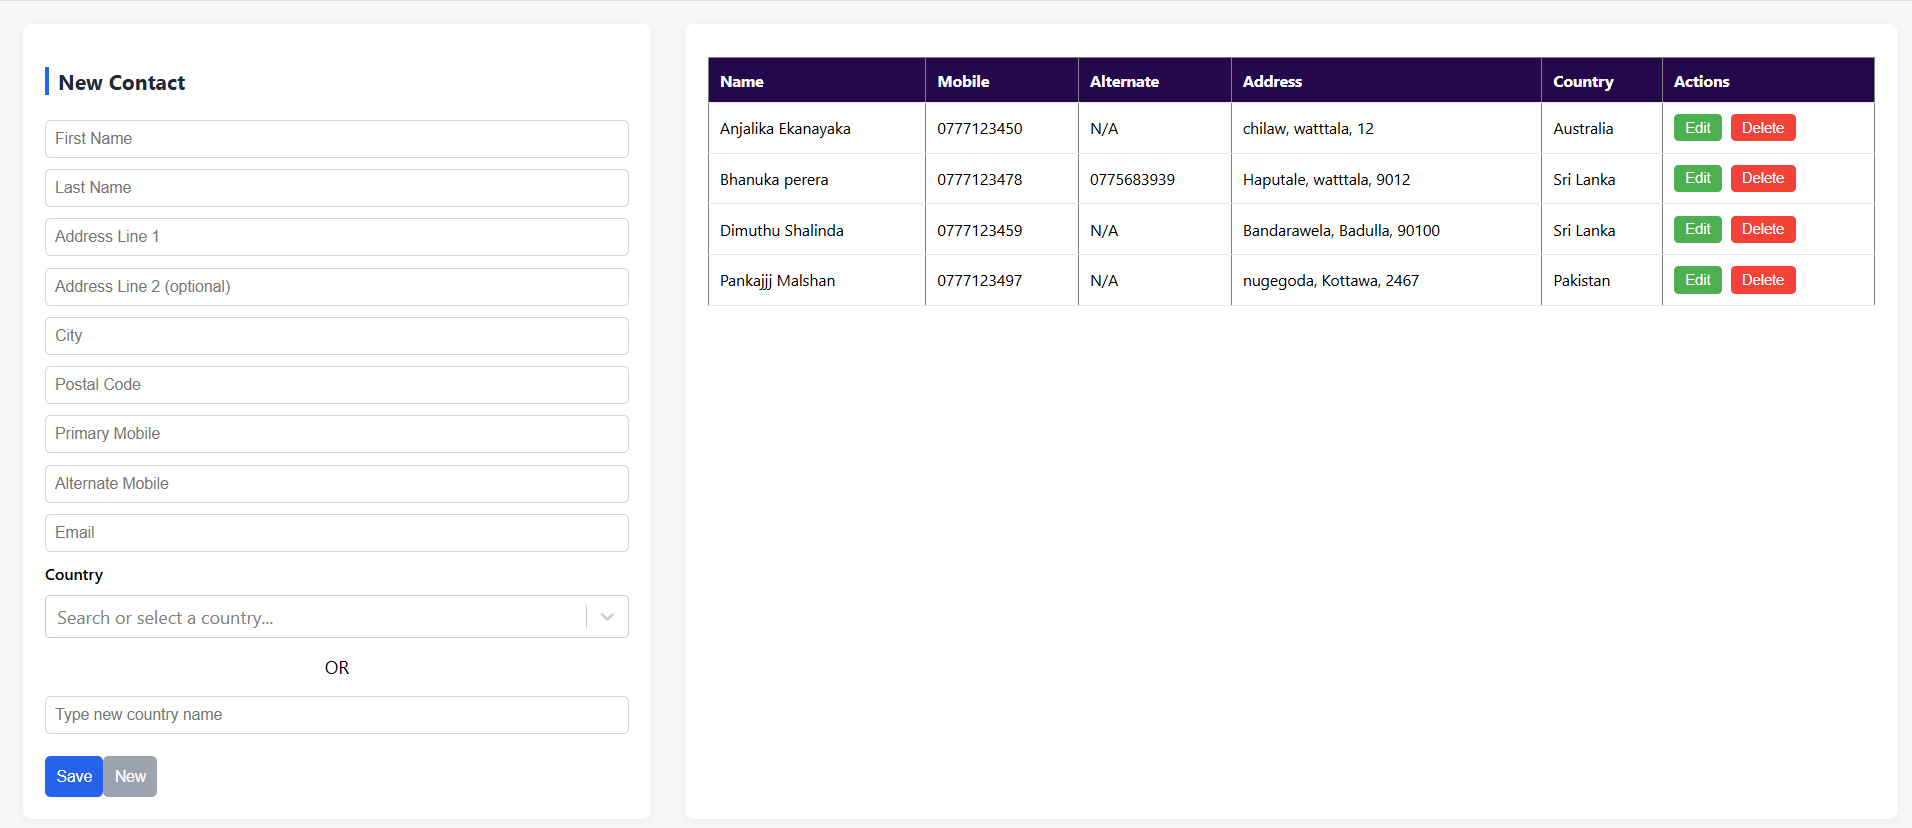 New Contact
First Name
Last Name
Address Line 1
Address Line 2 (optional)
City
Postal Code
Primary Mobile
Alternate Mobile
Email
Country
Search or select a country...
OR
Type new country name
Save New
Name Mobile Alternate Address Country Actions
Anjalika Ekanayaka 0777123450 N/A chilaw, watttala, 12 Australia Edit Delete
Bhanuka perera 0777123478 0775683939 Haputale, watttala, 9012 Sri Lanka Edit Delete
Dimuthu Shalinda 0777123459 N/A Bandarawela, Badulla, 90100 Sri Lanka Edit Delete
Pankajjj Malshan 0777123497 N/A nugegoda, Kottawa, 2467 Pakistan Edit Delete